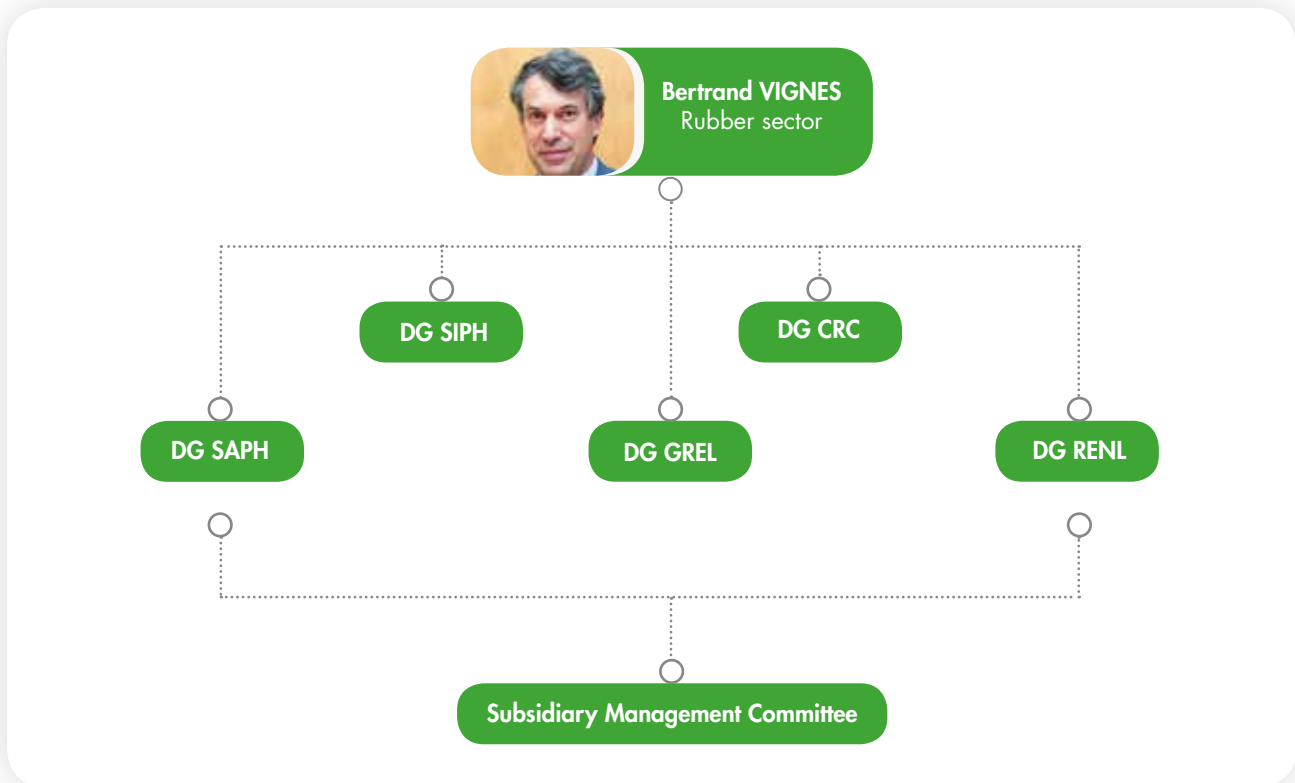 Bertrand VIGNES
Rubber sector
DG SIPH
DG CRC
DG SAPH
DG GREL
DG RENL
Subsidiary Management Committee